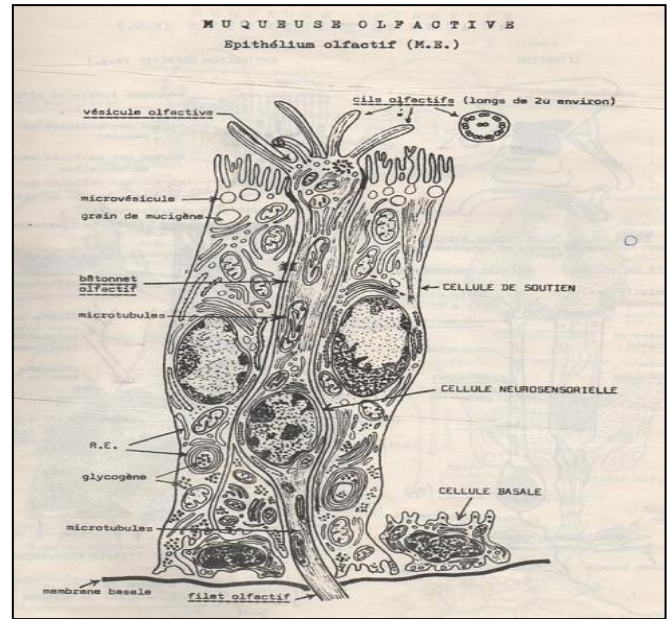 MUQUEUSE OLFACTIVE
Epithélium olfactif (M.E.)
cils olfactifs (longs de 2u environ)
vésicule olfactive
microvésicule
grain de mucigène
bâtonnet
olfactif
CELLULE DE SOUTIEN
microtubules
CELLULE NEUROSENSORIELLE
R.E.
glycogène
CELLULE BASALE
microtubules
membrane basale
filet olfactif